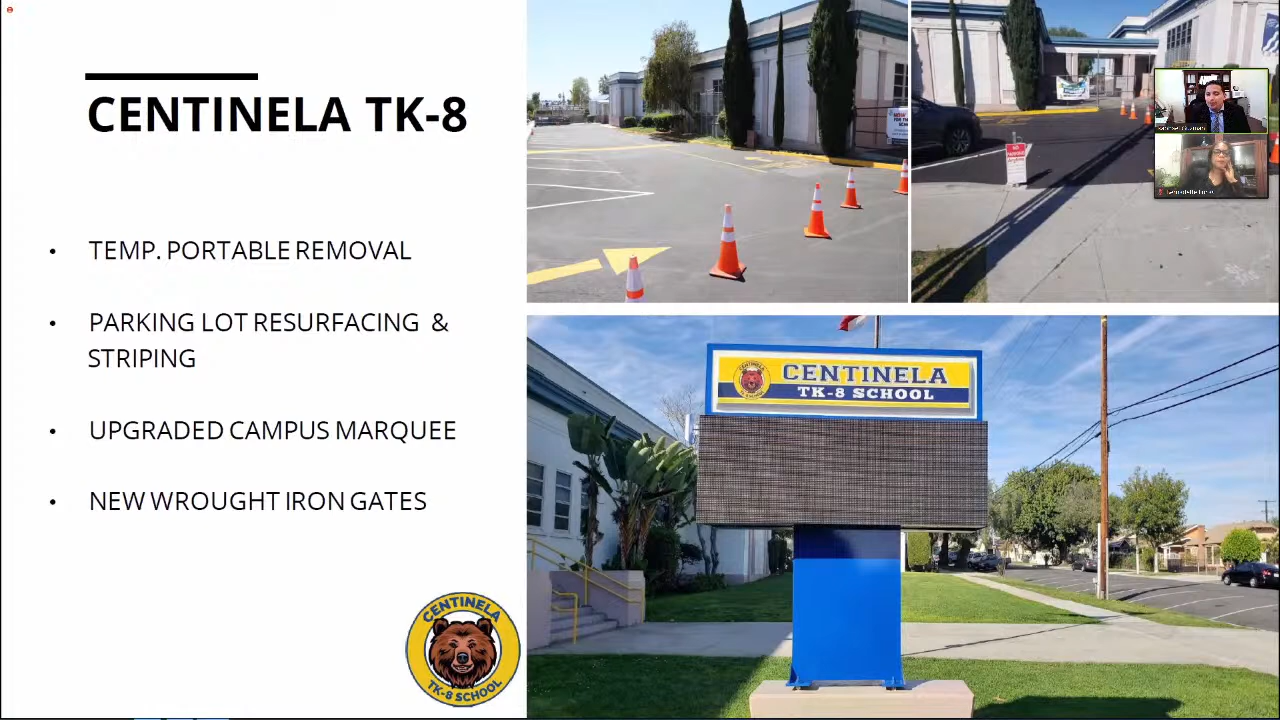 CENTINELA TK-8
• TEMP. PORTABLE REMOVAL
• PARKING LOT RESURFACING &
STRIPING
• UPGRADED CAMPUS MARQUEE
• NEW WROUGHT IRON GATES
CENTINELA
TK-8 SCHOOL
CENTINELA
TK-8 SCHOOL